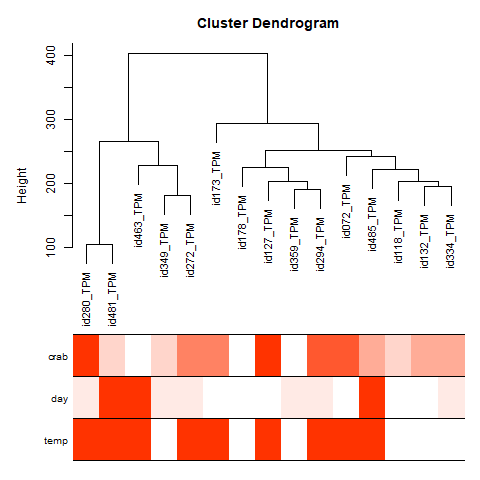 Cluster Dendrogram
Height
400
300
200
100
id280_TPM
id481_TPM
id463_TPM
id349_TPM
id272_TPM
id173_TPM
id178_TPM
id127_TPM
id359_TPM
id294_TPM
id072_TPM
id485_TPM
id118_TPM
id132_TPM
id334_TPM
crab
day
temp